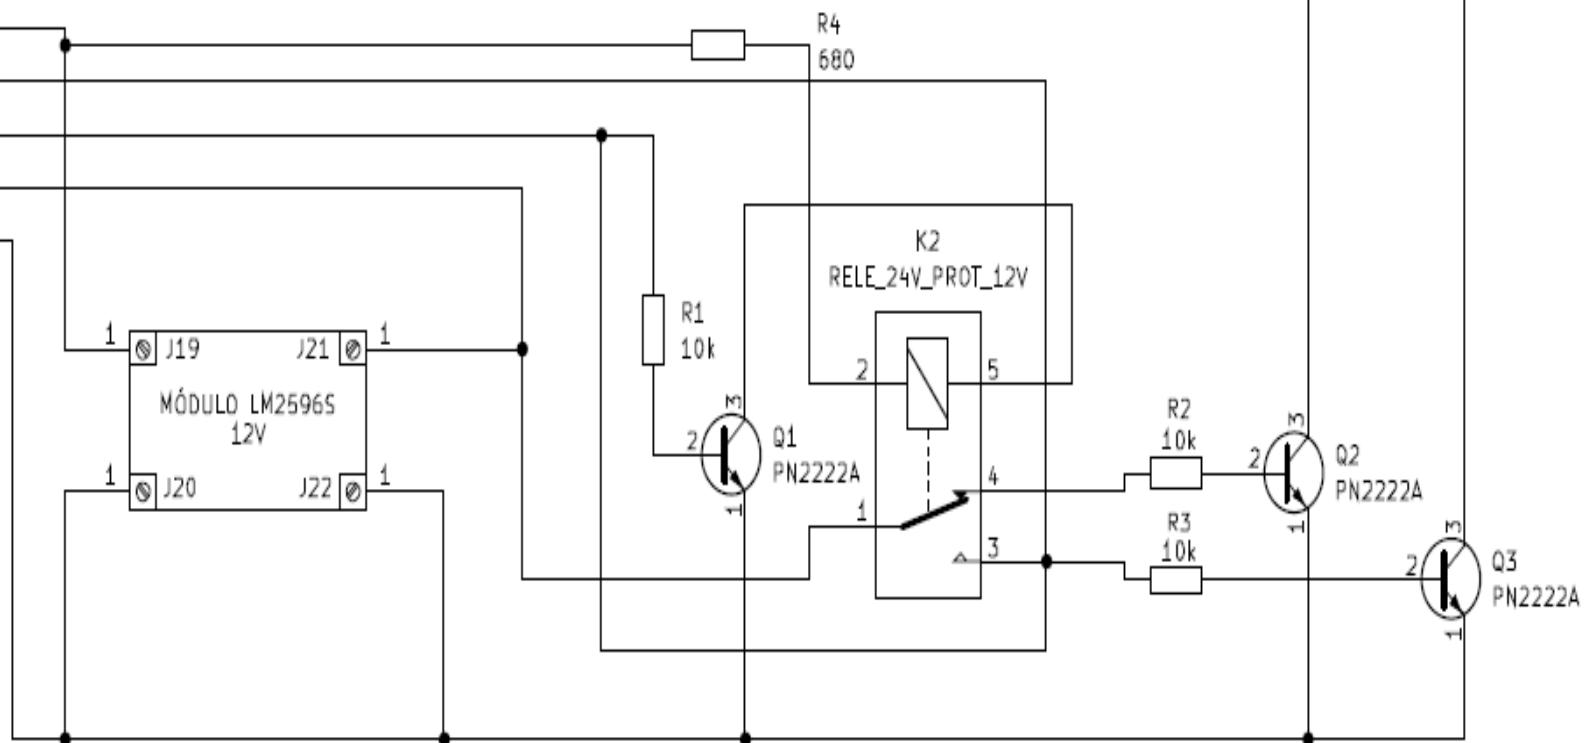 R4
680
K2
RELE_24V_PROT_12V
R1
10k
1
J19
J21
1
MÓDULO LM2596S
12V
1
J20
J22
1
2
3
1
Q1
PN2222A
2
5
1
4
3
R2
10k
R3
10k
2
3
1
Q2
PN2222A
2
3
1
Q3
PN2222A